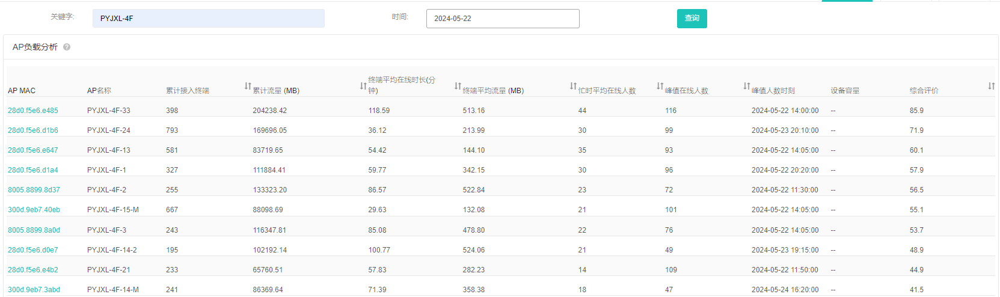 关键字: PYJXL-4F 时间: 2024-05-22 查询
AP负载分析 ?
AP MAC AP名称 累计接入终端 累计流量 (MB) 终端平均在线时长(分钟) 终端平均流量 (MB) 忙时平均在线人数 峰值在线人数 峰值人数时刻 设备容量 综合评价
28d0.f5e6.e485 PYJXL-4F-33 398 204238.42 118.59 513.16 44 116 2024-05-22 14:00:00 -- 85.9
28d0.f5e6.d1b6 PYJXL-4F-24 793 169696.05 36.12 213.99 30 99 2024-05-23 20:10:00 -- 71.9
28d0.f5e6.e647 PYJXL-4F-13 581 83719.65 54.42 144.10 35 93 2024-05-22 14:05:00 -- 60.1
28d0.f5e6.d1a4 PYJXL-4F-1 327 111884.41 59.77 342.15 30 96 2024-05-22 20:20:00 -- 57.9
8005.8899.8d37 PYJXL-4F-2 255 133323.20 86.57 522.84 23 72 2024-05-22 11:30:00 -- 56.5
300d.9eb7.40eb PYJXL-4F-15-M 667 88098.69 29.63 132.08 21 101 2024-05-22 14:05:00 -- 55.1
8005.8899.8a0d PYJXL-4F-3 243 116347.81 85.08 478.80 22 76 2024-05-22 14:05:00 -- 53.7
28d0.f5e6.d0e7 PYJXL-4F-14-2 195 102192.14 100.77 524.06 21 49 2024-05-23 19:15:00 -- 48.9
28d0.f5e6.e4b2 PYJXL-4F-21 233 65760.51 57.83 282.23 14 109 2024-05-22 11:50:00 -- 44.9
300d.9eb7.3abd PYJXL-4F-14-M 241 86369.64 71.39 358.38 18 47 2024-05-24 16:20:00 -- 41.5